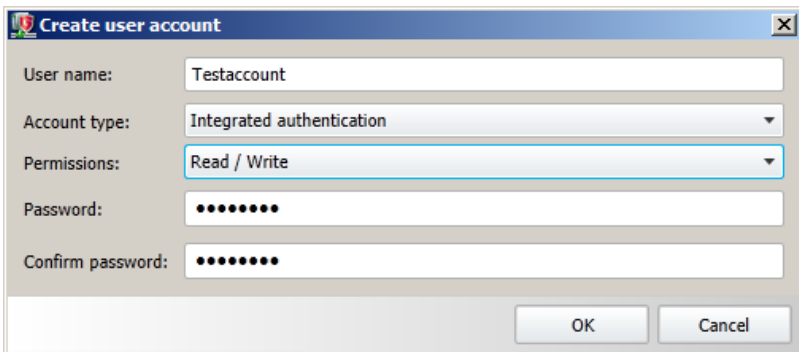 Create user account
User name: Testaccount
Account type: Integrated authentication
Permissions: Read / Write
Password: ●●●●●●●●
Confirm password: ●●●●●●●●
OK Cancel